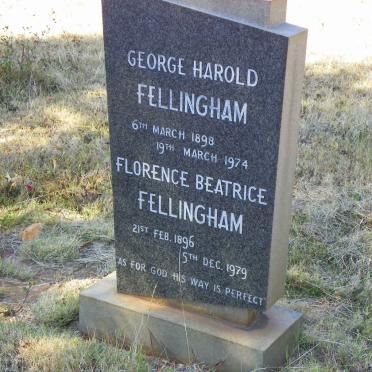 GEORGE HAROLD
FELLINGHAM
6TH MARCH 1898
19TH MARCH 1974
FLORENCE BEATRICE
FELLINGHAM
21ST FEB. 1896
5TH DEC. 1979
"AS FOR GOD HIS WAY IS PERFECT"